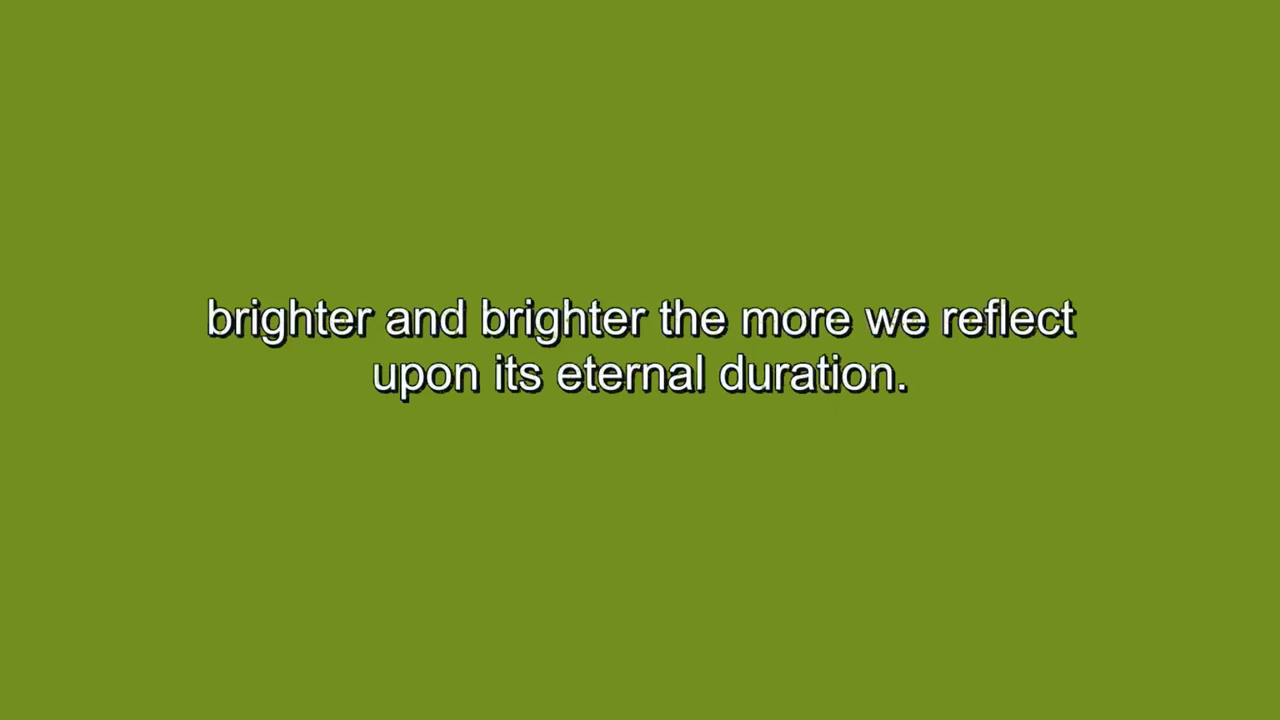 brighter and brighter the more we reflect
upon its eternal duration.